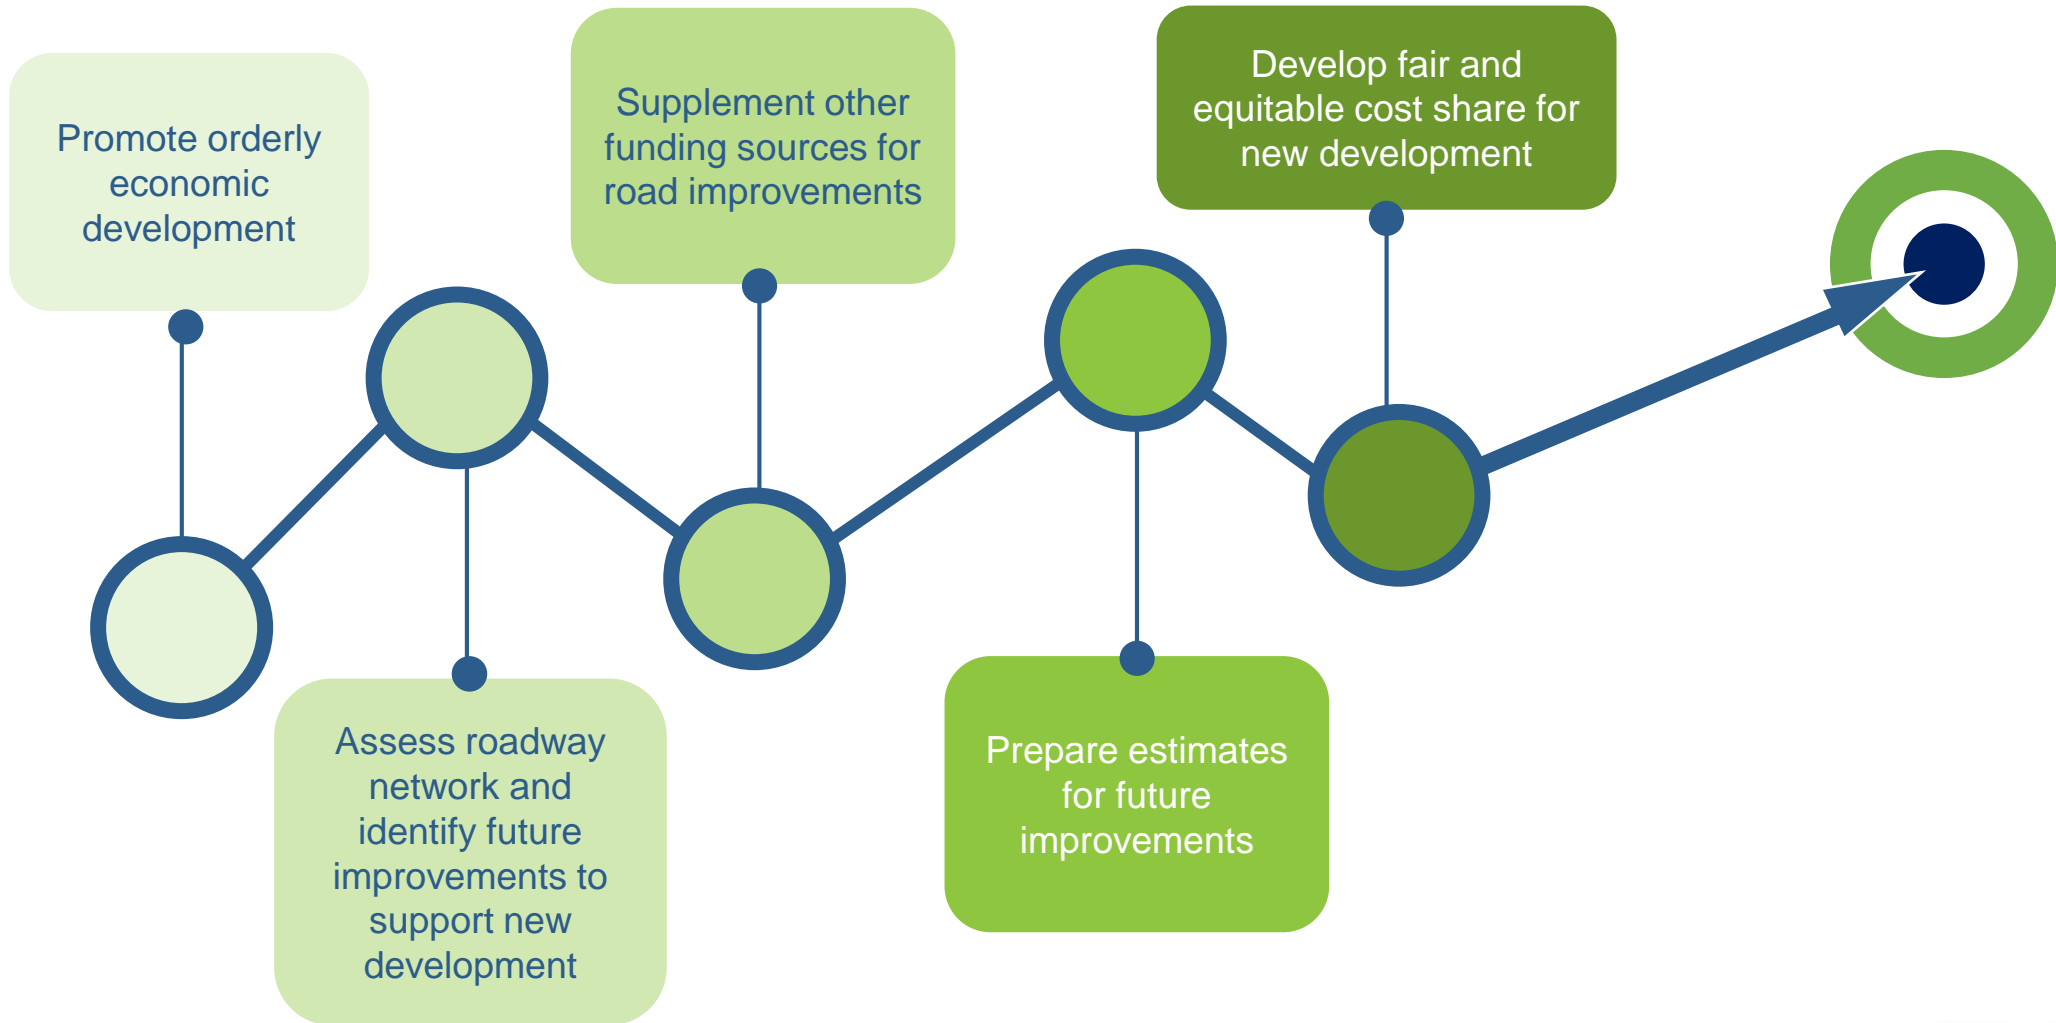 Promote orderly
economic
development
Assess roadway
network and
identify future
improvements to
support new
development
Supplement other
funding sources for
road improvements
Prepare estimates
for future
improvements
Develop fair and
equitable cost share for
new development